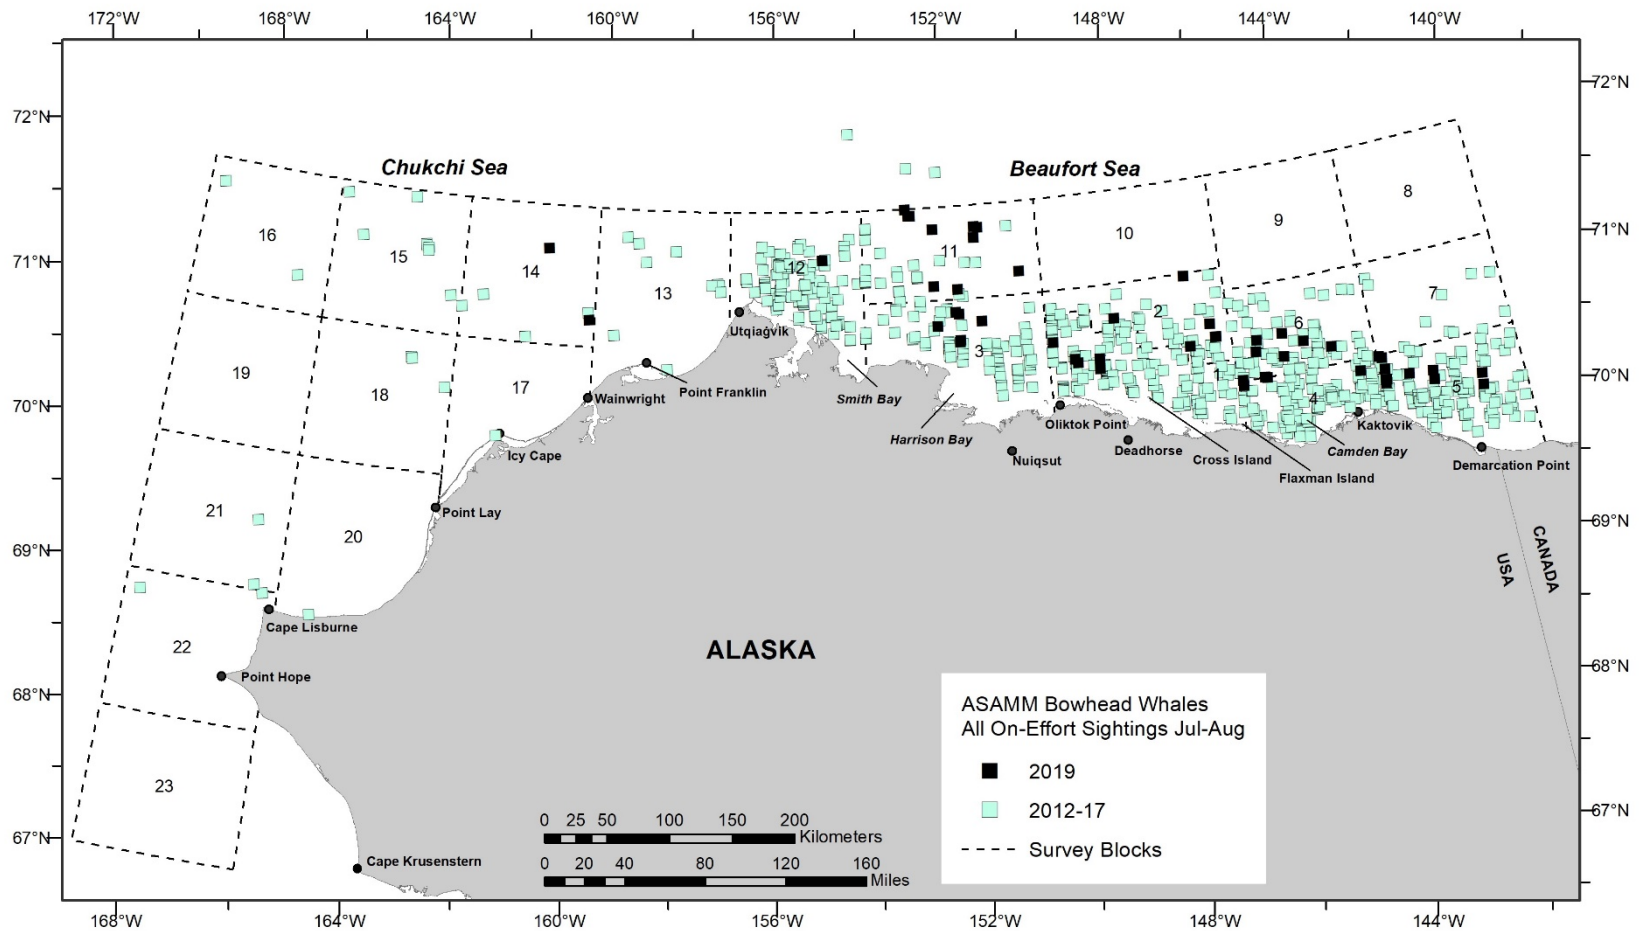 172°W 168°W 164°W 160°W 156°W 152°W 148°W 144°W 140°W
72°N 72°N
Chukchi Sea Beaufort Sea
8
16 15 14 13 12 11 10 9
71°N 71°N
7
2 6
Utqiaġvik
3
19 18 17
1 4 5
70°N 70°N
Wainwright Point Franklin Smith Bay
Harrison Bay Oliktok Point Kaktovik
Icy Cape Nuiqsut Deadhorse Cross Island Camden Bay
Flaxman Island Demarcation Point
21 Point Lay
20
69°N 69°N
USA CANADA
Cape Lisburne
22
ALASKA
Point Hope
68°N 68°N
23
67°N 67°N
Cape Krusenstern
ASAMM Bowhead Whales
All On-Effort Sightings Jul-Aug
2019
2012-17
Survey Blocks
0 25 50 100 150 200
Kilometers
0 20 40 80 120 160
Miles
168°W 164°W 160°W 156°W 152°W 148°W 144°W